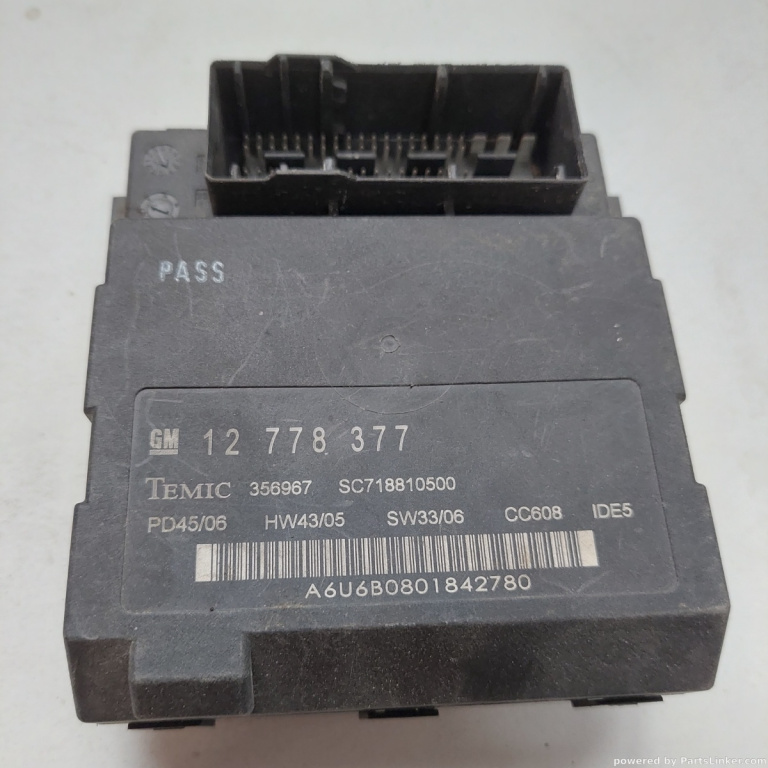 PASS
GM 12 778 377
TEMIC 356967 SC718810500
PD45/06 HW43/05 SW33/06 CC608 IDE5
A6U6B0801842780
powered by PartsLinker.com